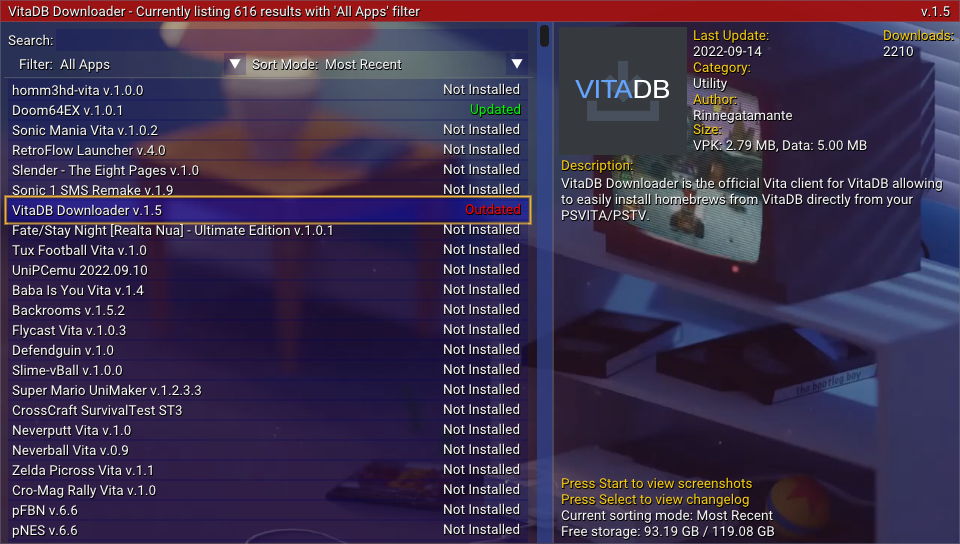 VitaDB Downloader - Currently listing 616 results with 'All Apps' filter v.1.5
Search:
Filter: All Apps ▼ Sort Mode: Most Recent ▼
homm3hd-vita v.1.0.0 Not Installed
Doom64EX v.1.0.1 Updated
Sonic Mania Vita v.1.0.2 Not Installed
RetroFlow Launcher v.4.0 Not Installed
Slender - The Eight Pages v.1.0 Not Installed
Sonic 1 SMS Remake v.1.9 Not Installed
VitaDB Downloader v.1.5 Outdated
Fate/Stay Night [Realta Nua] - Ultimate Edition v.1.0.1 Not Installed
Tux Football Vita v.1.0 Not Installed
UniPCemu 2022.09.10 Not Installed
Baba Is You Vita v.1.4 Not Installed
Backrooms v.1.5.2 Not Installed
Flycast Vita v.1.0.3 Not Installed
Defendguin v.1.0 Not Installed
Slime-vBall v.1.0.0 Not Installed
Super Mario UniMaker v.1.2.3.3 Not Installed
CrossCraft SurvivalTest ST3 Not Installed
Neverputt Vita v.1.0 Not Installed
Neverball Vita v.0.9 Not Installed
Zelda Picross Vita v.1.1 Not Installed
Cro-Mag Rally Vita v.1.0 Not Installed
pFBN v.6.6 Not Installed
pNES v.6.6 Not Installed
VITADB
Last Update: Downloads:
2022-09-14 2210
Category:
Utility
Author:
Rinnegatamante
Size:
VPK: 2.79 MB, Data: 5.00 MB
Description:
VitaDB Downloader is the official Vita client for VitaDB allowing
to easily install homebrews from VitaDB directly from your
PSVITA/PSTV.
the bootleg boy
Press Start to view screenshots
Press Select to view changelog
Current sorting mode: Most Recent
Free storage: 93.19 GB / 119.08 GB